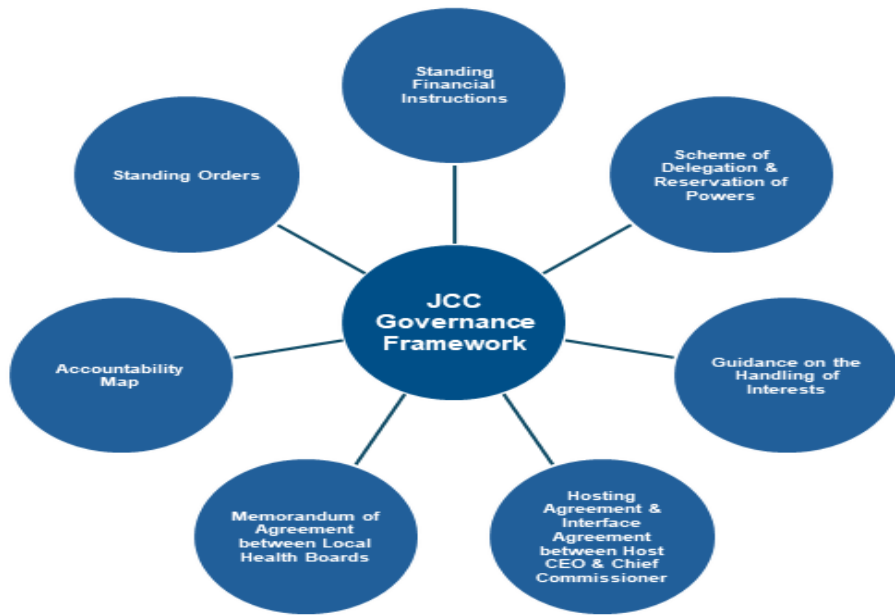 Standing
Financial
Instructions
Standing Orders
Scheme of
Delegation &
Reservation of
Powers
JCC
Governance
Framework
Accountability
Map
Guidance on the
Handling of
Interests
Memorandum of
Agreement
between Local
Health Boards
Hosting
Agreement &
Interface
Agreement
between Host
CEO & Chief
Commissioner